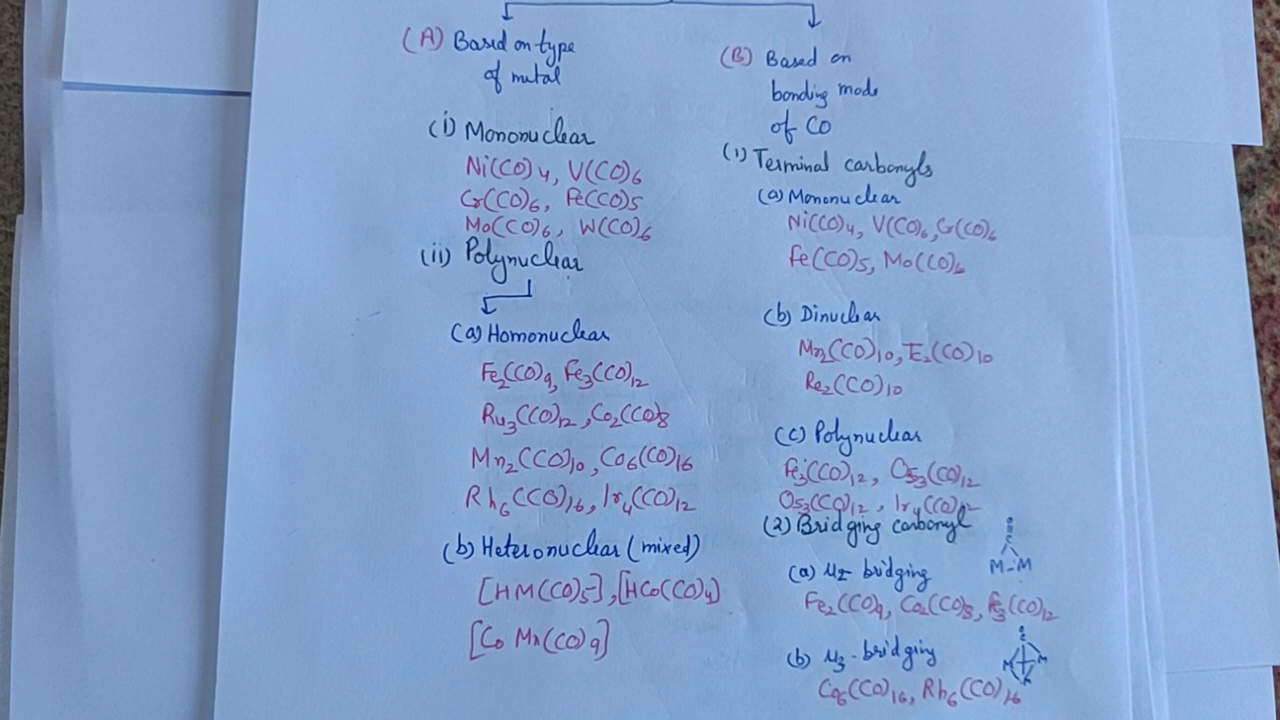 (A) Based on type
of metal
(i) Mononuclear
Ni(CO)4, V(CO)6
Cr(CO)6, Fe(CO)5
Mo(CO)6, W(CO)6
(ii) Polynuclear
(a) Homonuclear
Fe2(CO)9, Fe3(CO)12
Ru3(CO)12, Co2(CO)8
Mn2(CO)10, Co6(CO)16
Rh6(CO)16, Ir4(CO)12
(b) Heteronuclear (mixed)
[HM(CO)5], [HCo(CO)4]
[Co Mn(CO)9]
(B) Based on
bonding mode
of CO
(1) Terminal carbonyls
(a) Mononuclear
Ni(CO)4, V(CO)6, Cr(CO)6
Fe(CO)5, Mo(CO)6
(b) Dinuclear
Mn2(CO)10, (CO)10
Re2(CO)10
(c) Polynuclear
Fe3(CO)12, Os3(CO)12
Os3(CO)12, Ir4(CO)12
(2) Bridging carbonyl
M-M
(a) μ2- bridging
Fe2(CO)9, Co2(CO)8, Fe3(CO)12
(b) μ3-bridging
M M
Co6(CO)16, Rh6(CO)16